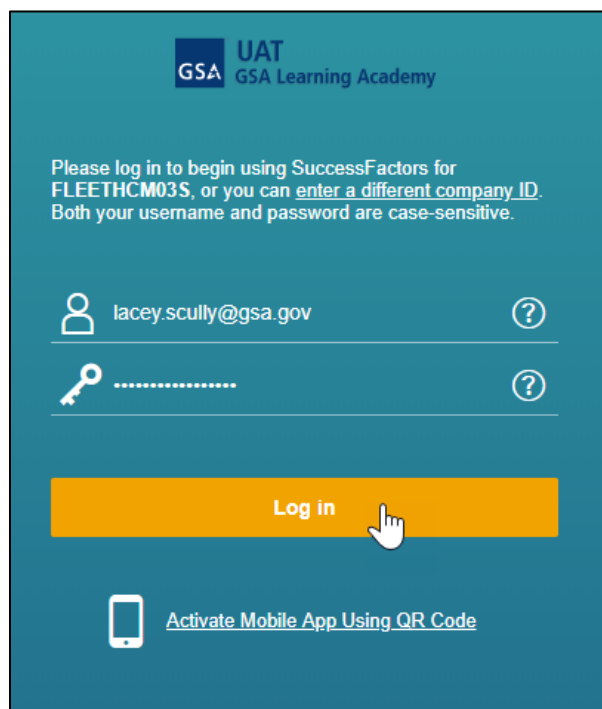 UAT
GSA
GSA Learning Academy
Please log in to begin using SuccessFactors for
FLEETHCM03S, or you can enter a different company ID.
Both your username and password are case-sensitive.
lacey.scully@gsa.gov
?
•••••••••••••••••
?
Log in
Activate Mobile App Using QR Code